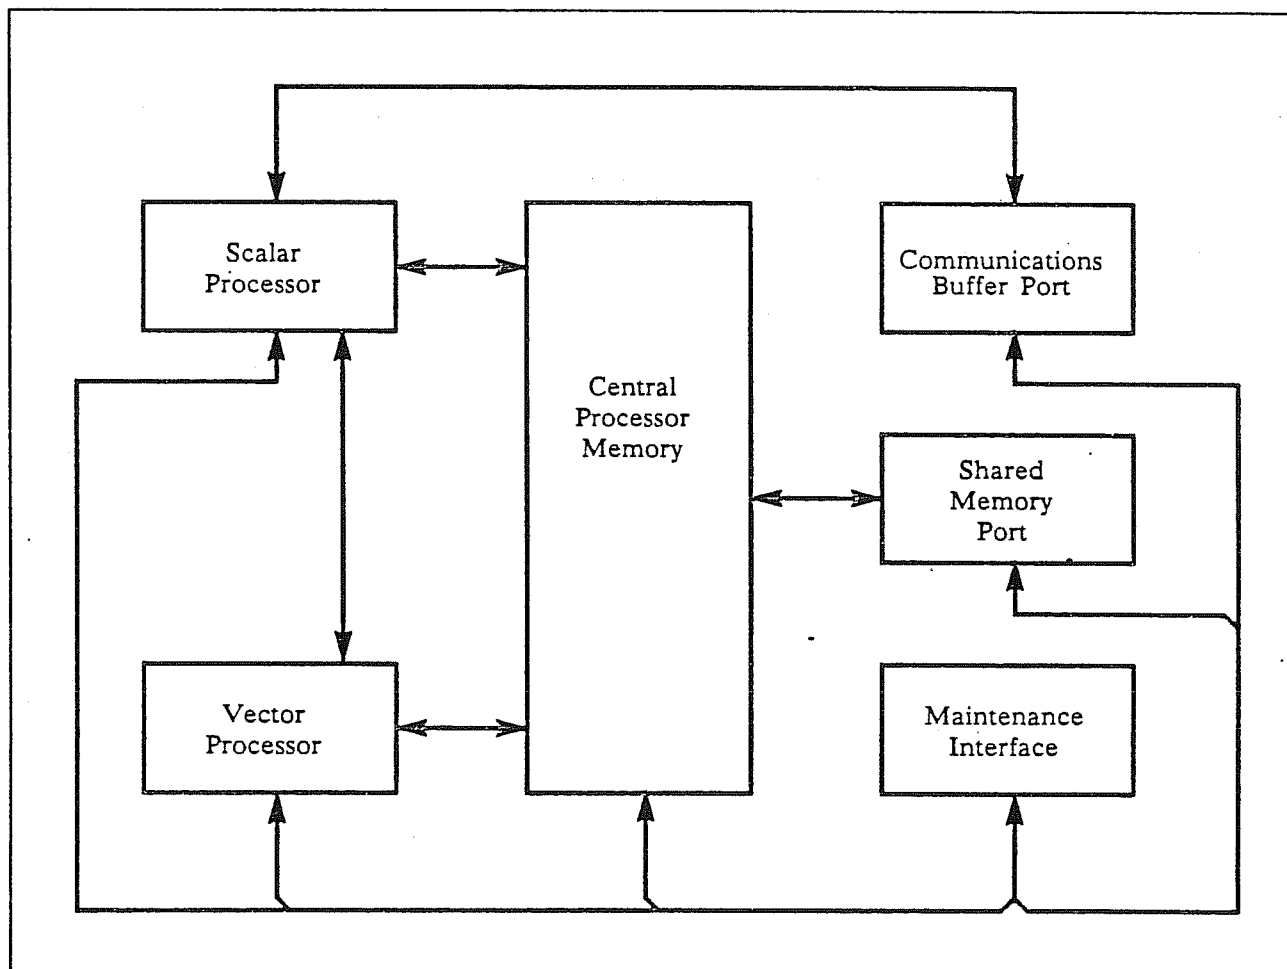 Scalar
Processor
Communications
Buffer Port
Central
Processor
Memory
Shared
Memory
Port
Vector
Processor
Maintenance
Interface